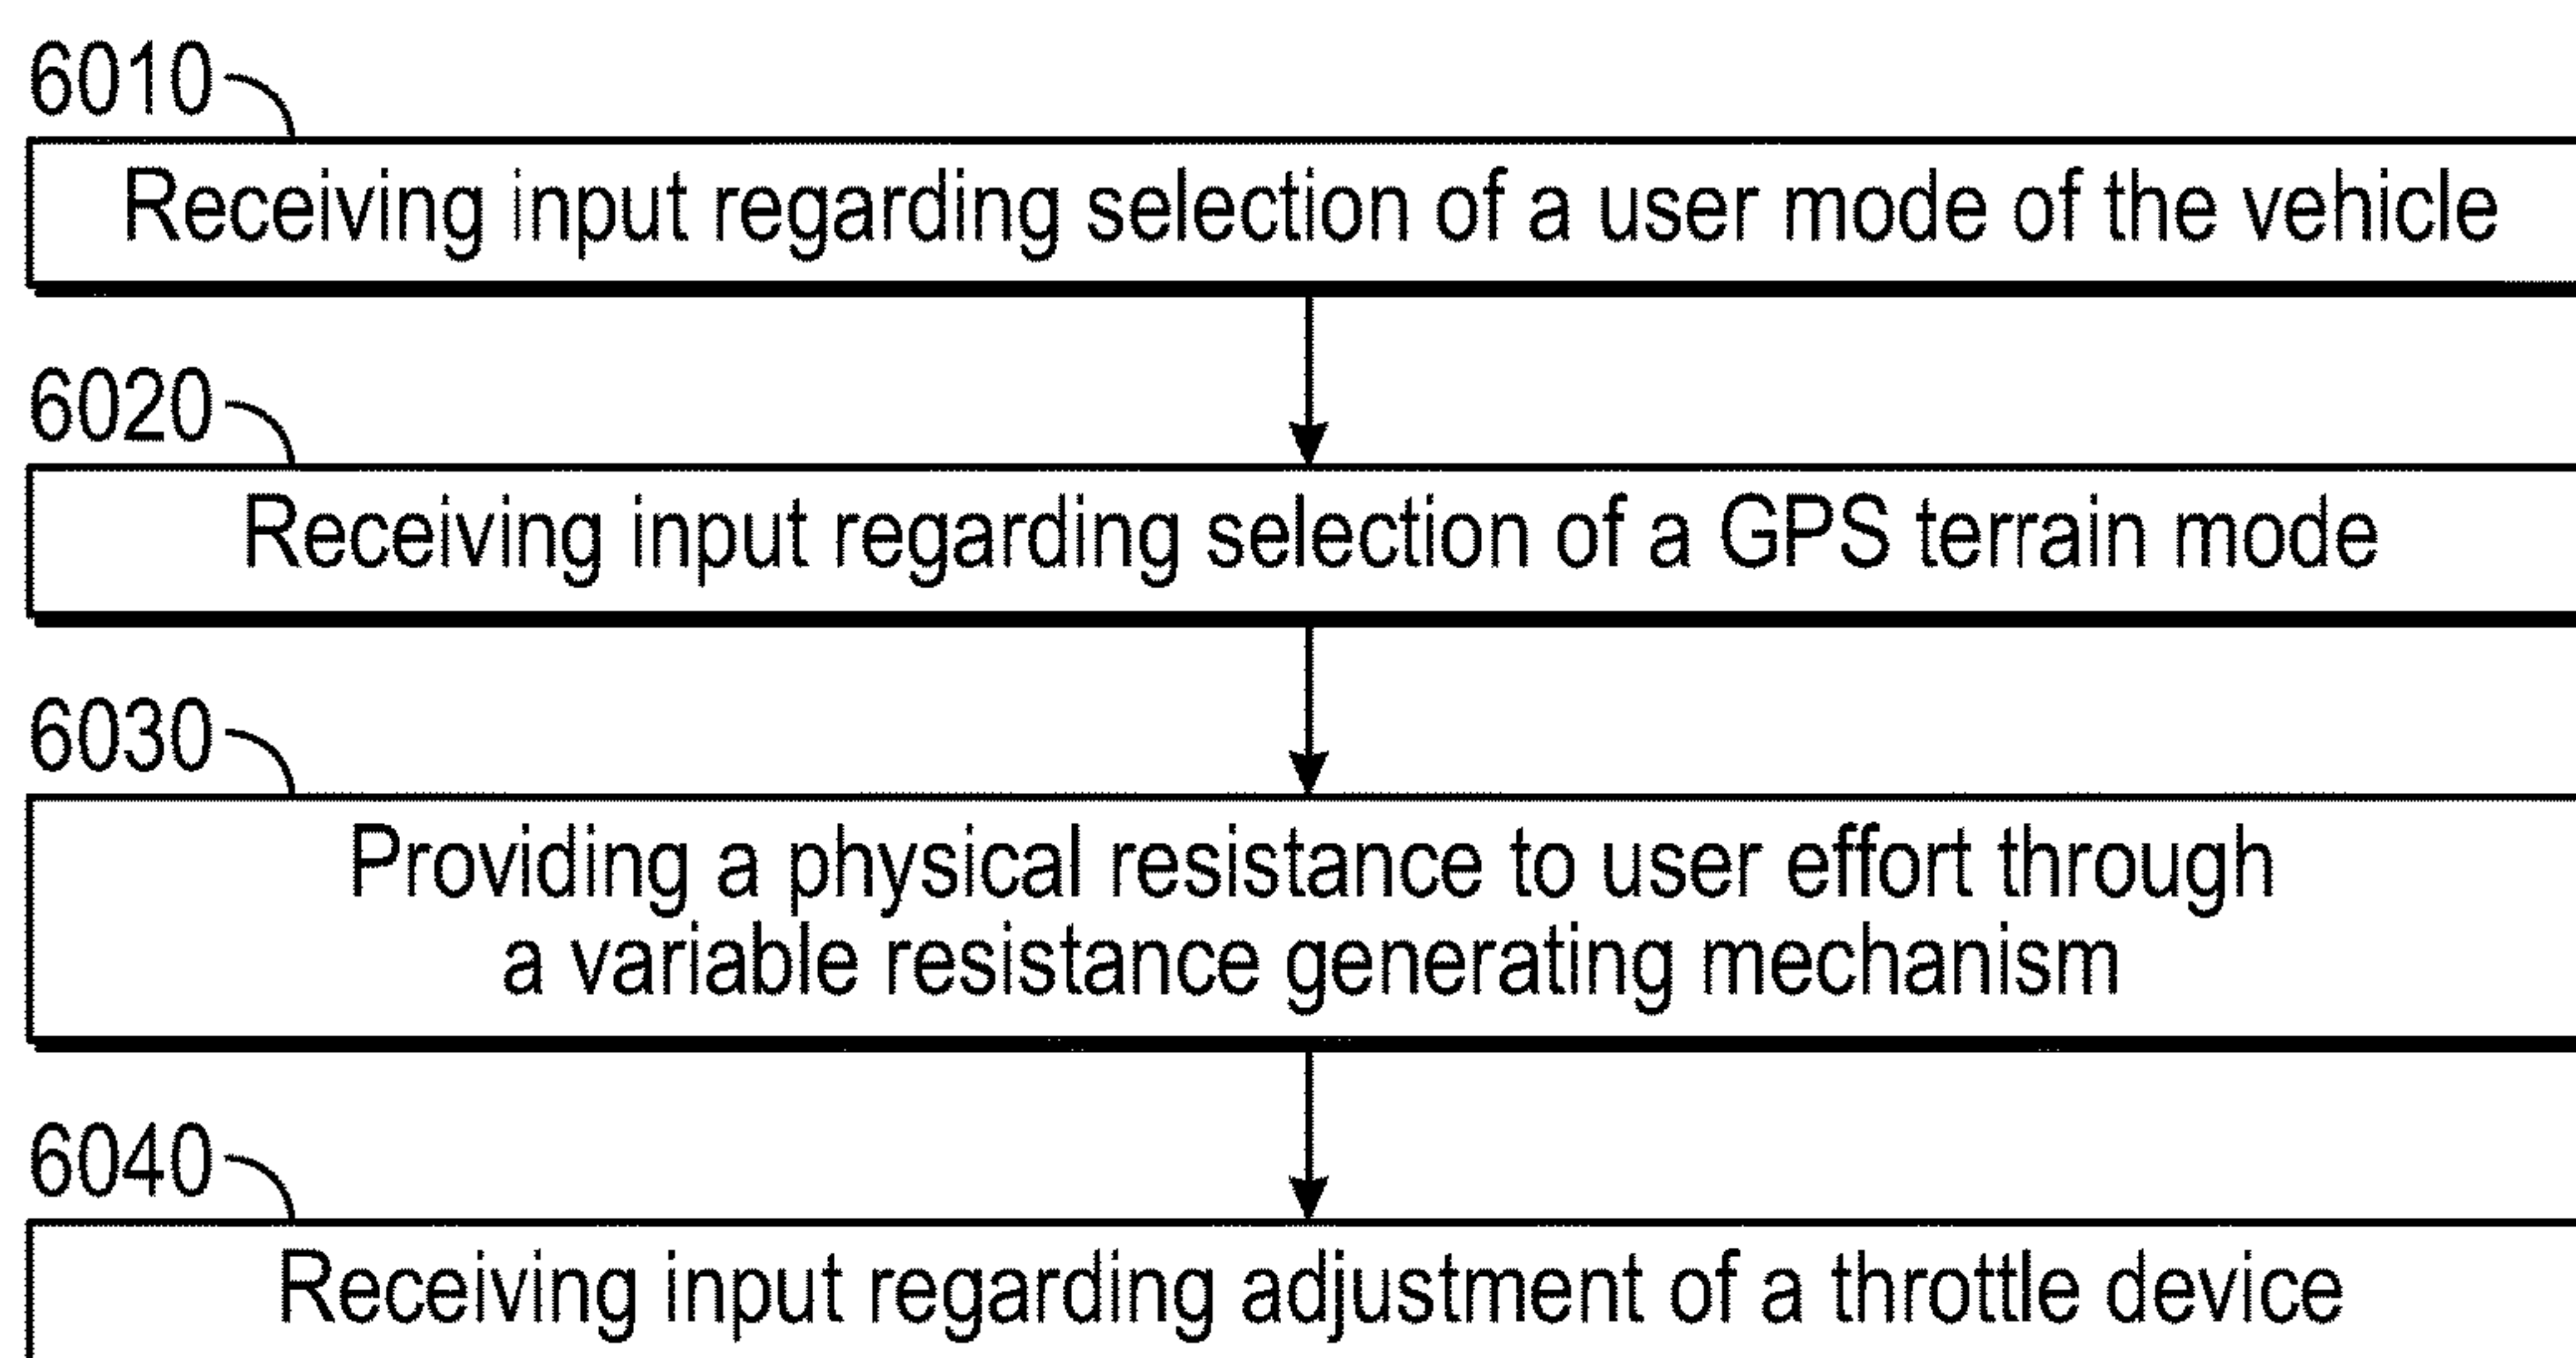 6010
Receiving input regarding selection of a user mode of the vehicle
6020
Receiving input regarding selection of a GPS terrain mode
6030
Providing a physical resistance to user effort through
a variable resistance generating mechanism
6040
Receiving input regarding adjustment of a throttle device